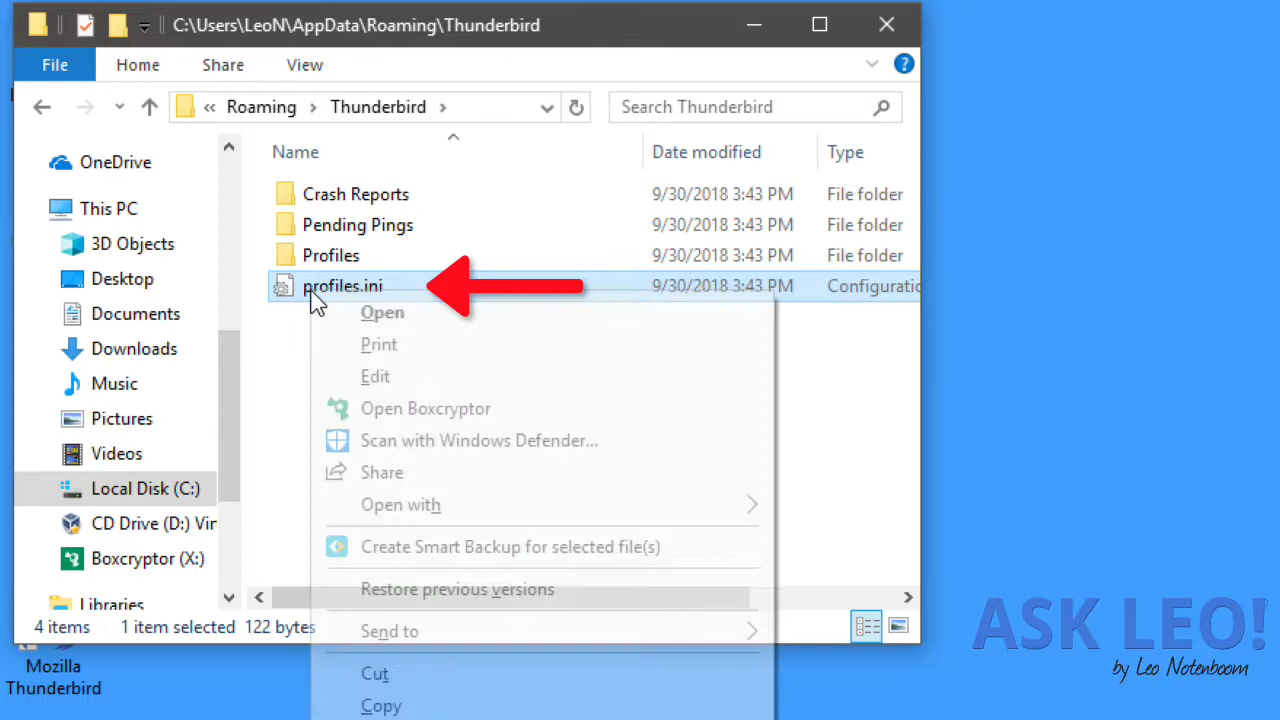 C:\Users\LeoN\AppData\Roaming\Thunderbird
File Home Share View
« Roaming > Thunderbird > Search Thunderbird
Name Date modified Type
OneDrive
This PC
3D Objects
Desktop
Documents
Downloads
Music
Pictures
Videos
Local Disk (C:)
CD Drive (D:) Vir
Boxcryptor (X:)
Libraries
Crash Reports 9/30/2018 3:43 PM File folder
Pending Pings 9/30/2018 3:43 PM File folder
Profiles 9/30/2018 3:43 PM File folder
profiles.ini 9/30/2018 3:43 PM Configuratio
Open
Print
Edit
Open Boxcryptor
Scan with Windows Defender...
Share
Open with
Create Smart Backup for selected file(s)
Restore previous versions
Send to
Cut
Copy
4 items 1 item selected 122 bytes
Mozilla
Thunderbird
ASK LEO!
by Leo Notenboom